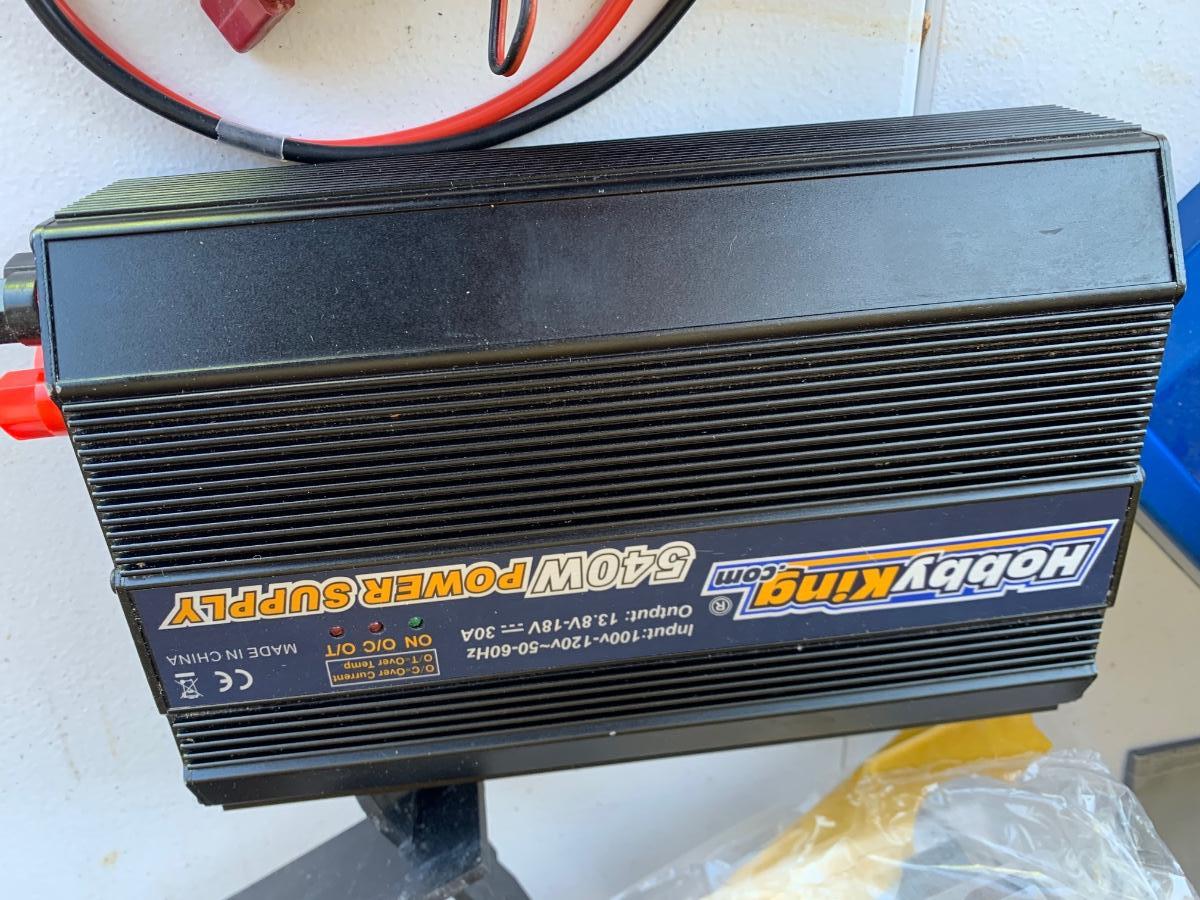 HobbyKing
.com
®
540W POWER SUPPLY
Input:100v-120v~50-60Hz
Output: 13.8V-18V ⎓ 30A
ON O/C O/T
O/C=Over Current
O/T=Over Temp
MADE IN CHINA
CE